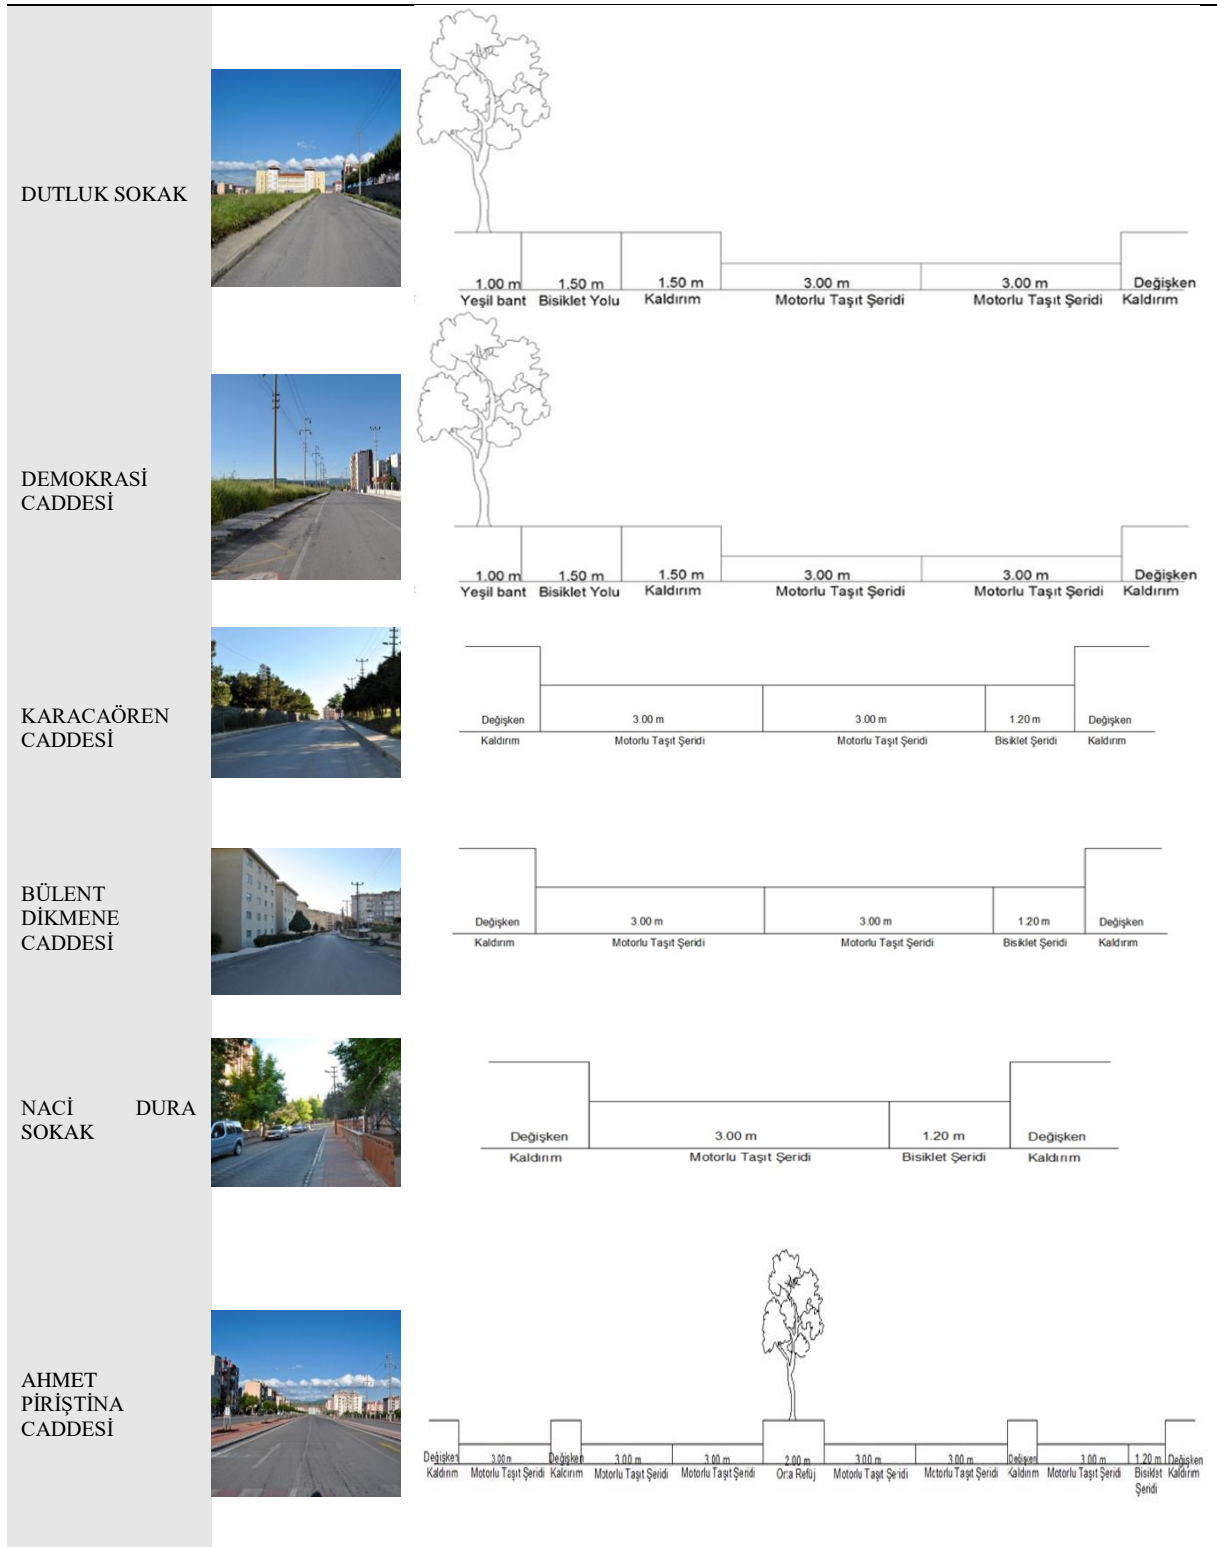 DUTLUK SOKAK
1.00 m 1.50 m 1.50 m 3.00 m 3.00 m Değişken
Yeşil bant Bisiklet Yolu Kaldırım Motorlu Taşıt Şeridi Motorlu Taşıt Şeridi Kaldırım
DEMOKRASİ
CADDESİ
1.00 m 1.50 m 1.50 m 3.00 m 3.00 m Değişken
Yeşil bant Bisiklet Yolu Kaldırım Motorlu Taşıt Şeridi Motorlu Taşıt Şeridi Kaldırım
KARACAÖREN
CADDESİ
Değişken 3.00 m 3.00 m 1.20 m Değişken
Kaldırım Motorlu Taşıt Şeridi Motorlu Taşıt Şeridi Bisiklet Şeridi Kaldırım
BÜLENT
DİKMENE
CADDESİ
Değişken 3.00 m 3.00 m 1.20 m Değişken
Kaldırım Motorlu Taşıt Şeridi Motorlu Taşıt Şeridi Bisiklet Şeridi Kaldırım
NACİ DURA
SOKAK
Değişken 3.00 m 1.20 m Değişken
Kaldırım Motorlu Taşıt Şeridi Bisiklet Şeridi Kaldırım
AHMET
PİRİŞTİNA
CADDESİ
Değişken 3.00 m Değişken 3.00 m 3.00 m 2.00 m 3.00 m 3.00 m Değişken 3.00 m 1.20 m Değişken
Kaldırım Motorlu Taşıt Şeridi Kaldırım Motorlu Taşıt Şeridi Motorlu Taşıt Şeridi Orta Refüj Motorlu Taşıt Şeridi Motorlu Taşıt Şeridi Kaldırım Motorlu Taşıt Şeridi Bisiklet Kaldırım
Şeridi